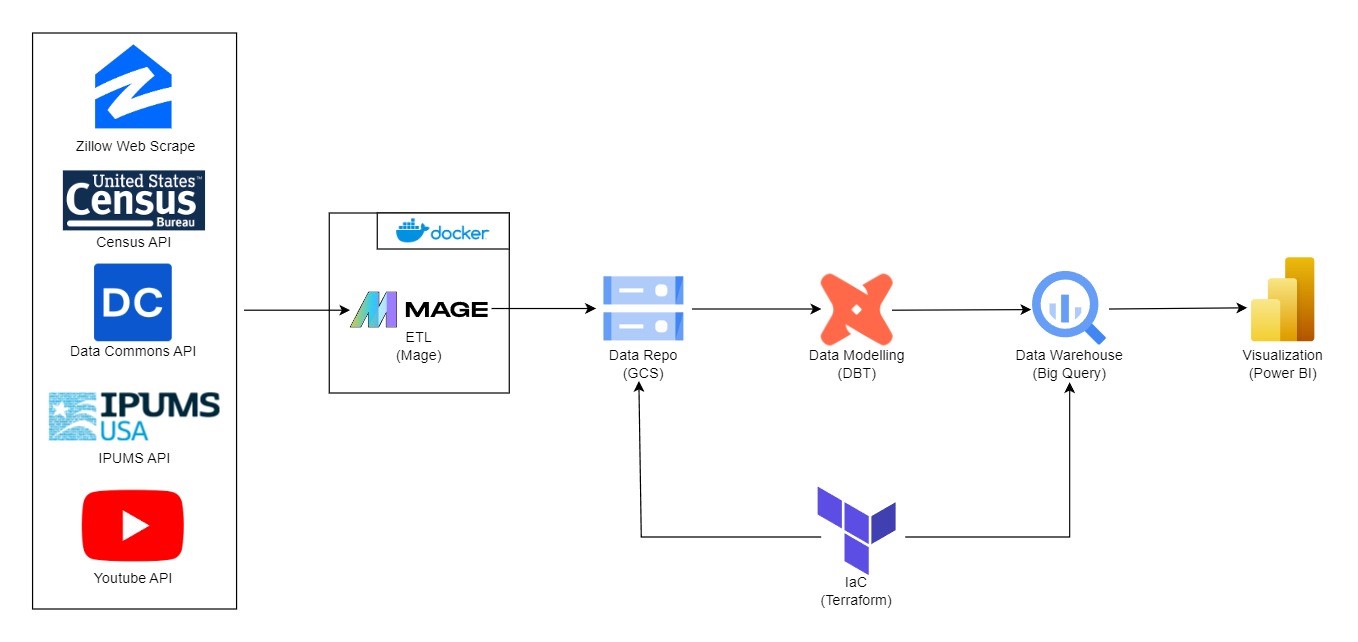 Zillow Web Scrape
United States™
Census
Bureau
Census API
DC
Data Commons API
IPUMS
USA
IPUMS API
Youtube API
docker
MAGE
ETL
(Mage)
Data Repo
(GCS)
Data Modelling
(DBT)
Data Warehouse
(Big Query)
Visualization
(Power BI)
IaC
(Terraform)